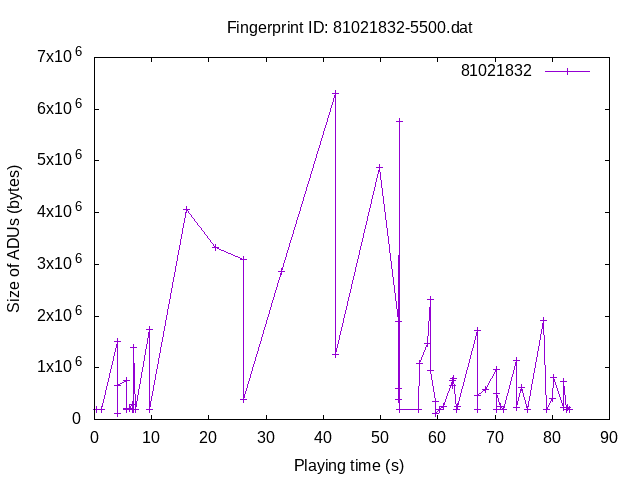 Fingerprint ID: 81021832-5500.dat
81021832
7x10^6
6x10^6
5x10^6
4x10^6
3x10^6
2x10^6
1x10^6
0
Size of ADUs (bytes)
0 10 20 30 40 50 60 70 80 90
Playing time (s)